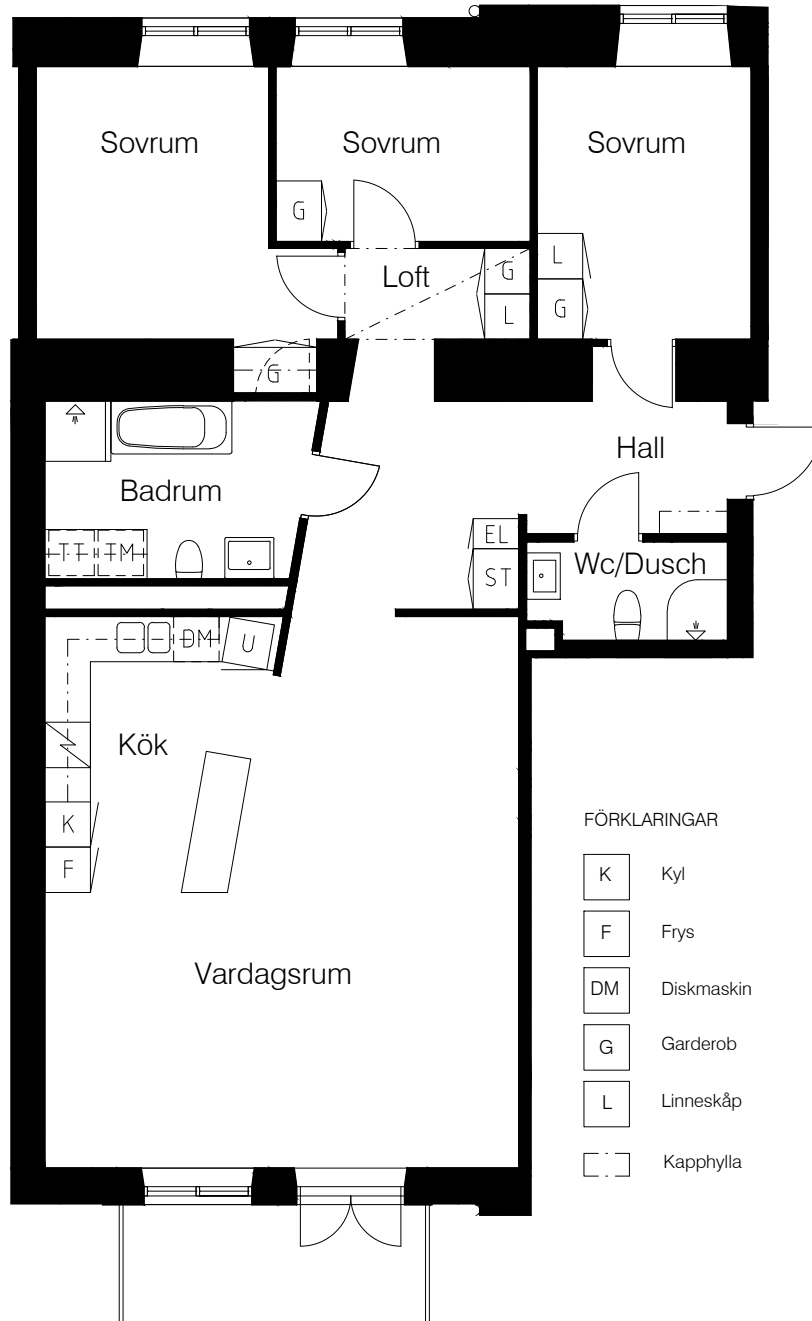 Sovrum
Sovrum
Sovrum
G
L
G
Loft
G
L
G
Hall
Badrum
EL
TT
TM
ST
Wc/Dusch
DM
U
Kök
K
F
Vardagsrum
FÖRKLARINGAR
K Kyl
F Frys
DM Diskmaskin
G Garderob
L Linneskåp
Kapphylla